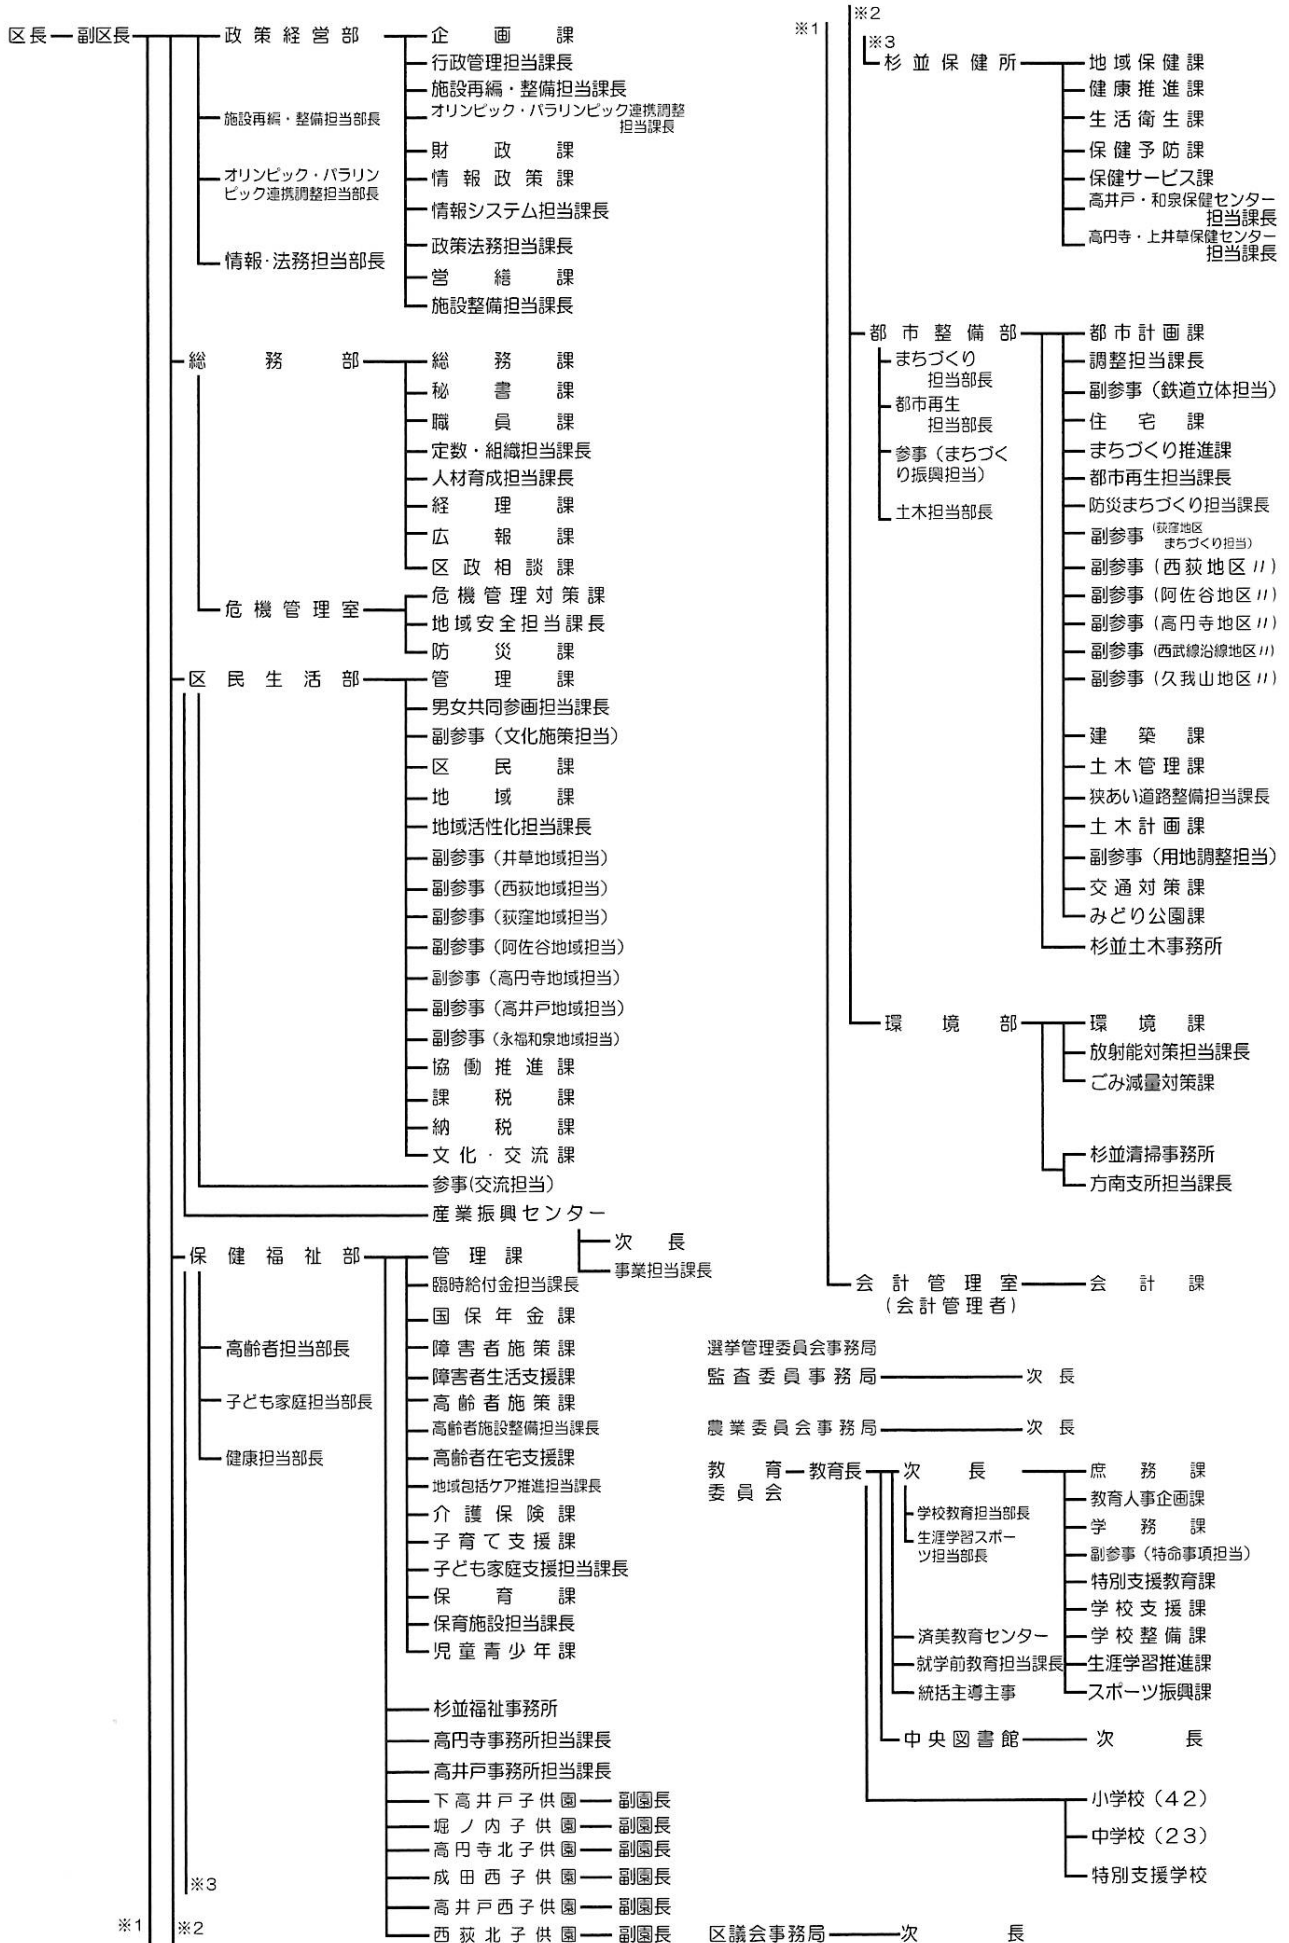 区長
副区長
政策経営部
企画課
行政管理担当課長
施設再編・整備担当課長
オリンピック・パラリンピック連携調整
担当課長
施設再編・整備担当部長
財政課
オリンピック・パラリン
ピック連携調整担当部長
情報政策課
情報システム担当課長
政策法務担当課長
情報・法務担当部長
営繕課
施設整備担当課長
総務部
総務課
秘書課
職員課
定数・組織担当課長
人材育成担当課長
経理課
広報課
区政相談課
危機管理室
危機管理対策課
地域安全担当課長
防災課
区民生活部
管理課
男女共同参画担当課長
副参事（文化施策担当）
区民課
地域課
地域活性化担当課長
副参事（井草地域担当）
副参事（西荻地域担当）
副参事（荻窪地域担当）
副参事（阿佐谷地域担当）
副参事（高円寺地域担当）
副参事（高井戸地域担当）
副参事（永福和泉地域担当）
協働推進課
課税課
納税課
文化・交流課
参事(交流担当)
産業振興センター
次長
事業担当課長
保健福祉部
管理課
臨時給付金担当課長
国保年金課
高齢者担当部長
障害者施策課
障害者生活支援課
子ども家庭担当部長
高齢者施策課
高齢者施設整備担当課長
健康担当部長
高齢者在宅支援課
地域包括ケア推進担当課長
介護保険課
子育て支援課
子ども家庭支援担当課長
保育課
保育施設担当課長
児童青少年課
杉並福祉事務所
高円寺事務所担当課長
高井戸事務所担当課長
下高井戸子供園 副園長
堀ノ内子供園 副園長
高円寺北子供園 副園長
成田西子供園 副園長
高井戸西子供園 副園長
西荻北子供園 副園長
※3
※1
※2
※1
※2
※3
杉並保健所
地域保健課
健康推進課
生活衛生課
保健予防課
保健サービス課
高井戸・和泉保健センター
担当課長
高円寺・上井草保健センター
担当課長
都市整備部
まちづくり
担当部長
都市再生
担当部長
参事（まちづく
り振興担当）
土木担当部長
都市計画課
調整担当課長
副参事（鉄道立体担当）
住宅課
まちづくり推進課
都市再生担当課長
防災まちづくり担当課長
副参事（荻窪地区
まちづくり担当）
副参事（西荻地区〃）
副参事（阿佐谷地区〃）
副参事（高円寺地区〃）
副参事（西武線沿線地区〃）
副参事（久我山地区〃）
建築課
土木管理課
狭あい道路整備担当課長
土木計画課
副参事（用地調整担当）
交通対策課
みどり公園課
杉並土木事務所
環境部
環境課
放射能対策担当課長
ごみ減量対策課
杉並清掃事務所
方南支所担当課長
会計管理室
（会計管理者）
会計課
選挙管理委員会事務局
監査委員事務局 次長
農業委員会事務局 次長
教育
委員会
教育長
次長
学校教育担当部長
生涯学習スポー
ツ担当部長
庶務課
教育人事企画課
学務課
副参事（特命事項担当）
特別支援教育課
学校支援課
学校整備課
生涯学習推進課
スポーツ振興課
済美教育センター
就学前教育担当課長
統括主導主事
中央図書館 次長
小学校（42）
中学校（23）
特別支援学校
区議会事務局 次長